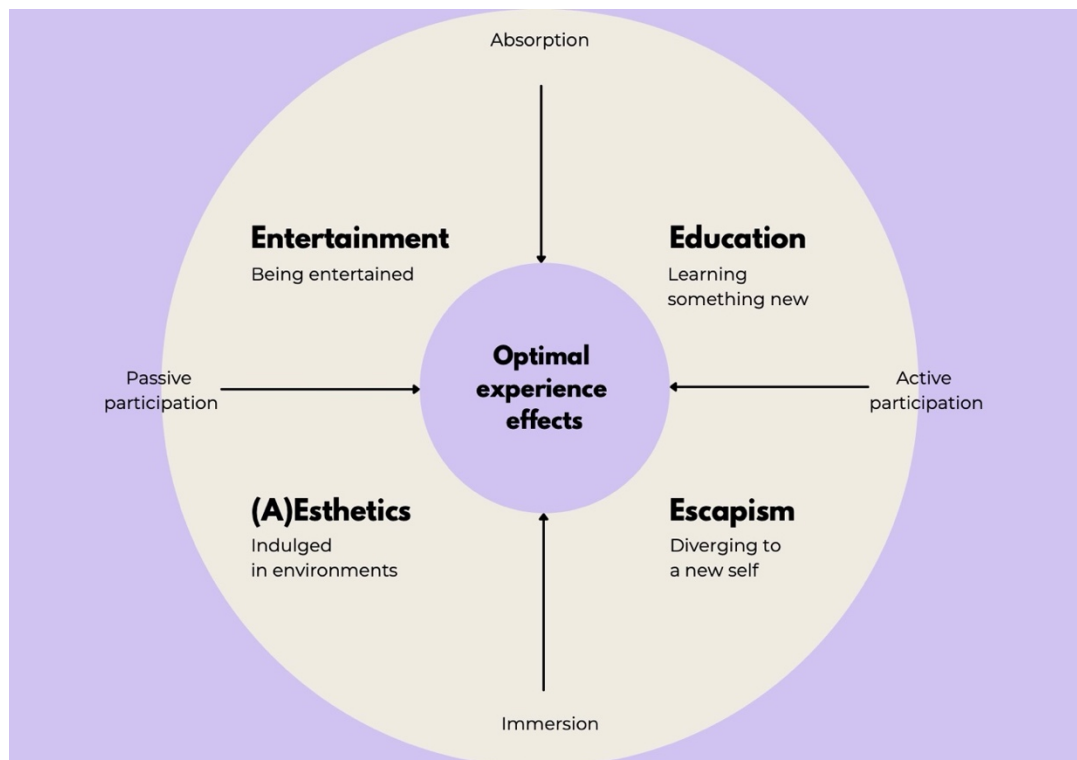 Absorption
Entertainment
Being entertained
Education
Learning
something new
Passive
participation
Optimal
experience
effects
Active
participation
(A)Esthetics
Indulged
in environments
Escapism
Diverging to
a new self
Immersion